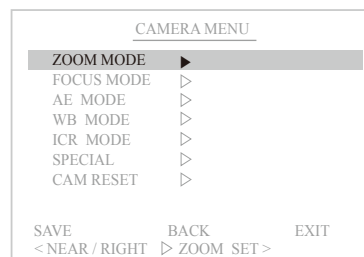 CAMERA MENU
ZOOM MODE ▶
FOCUS MODE ▷
AE MODE ▷
WB MODE ▷
ICR MODE ▷
SPECIAL ▷
CAM RESET ▷
SAVE BACK EXIT
< NEAR / RIGHT ▷ ZOOM SET >